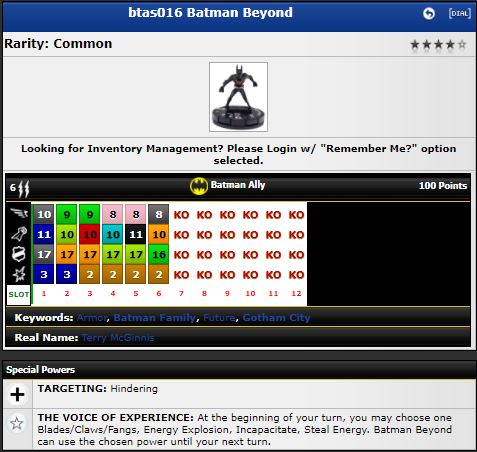 btas016 Batman Beyond [DIAL]
Rarity: Common
Looking for Inventory Management? Please Login w/ "Remember Me?" option
selected.
6 Batman Ally 100 Points
10 9 9 8 8 8 KO KO KO KO KO KO
11 10 10 10 11 10 KO KO KO KO KO KO
17 17 17 17 17 16 KO KO KO KO KO KO
3 3 2 2 2 2 KO KO KO KO KO KO
SLOT 1 2 3 4 5 6 7 8 9 10 11 12
Keywords: Armor, Batman Family, Future, Gotham City
Real Name: Terry McGinnis
Special Powers
TARGETING: Hindering
THE VOICE OF EXPERIENCE: At the beginning of your turn, you may choose one
Blades/Claws/Fangs, Energy Explosion, Incapacitate, Steal Energy. Batman Beyond
can use the chosen power until your next turn.